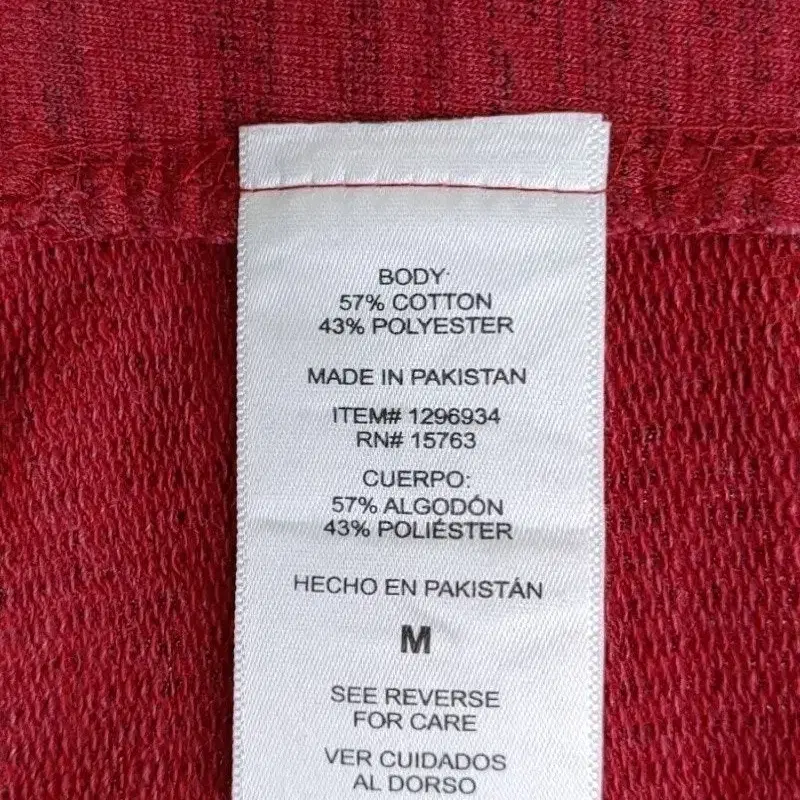 BODY:
57% COTTON
43% POLYESTER
MADE IN PAKISTAN
ITEM# 1296934
RN# 15763
CUERPO:
57% ALGODÓN
43% POLIÉSTER
HECHO EN PAKISTÁN
M
SEE REVERSE
FOR CARE
VER CUIDADOS
AL DORSO